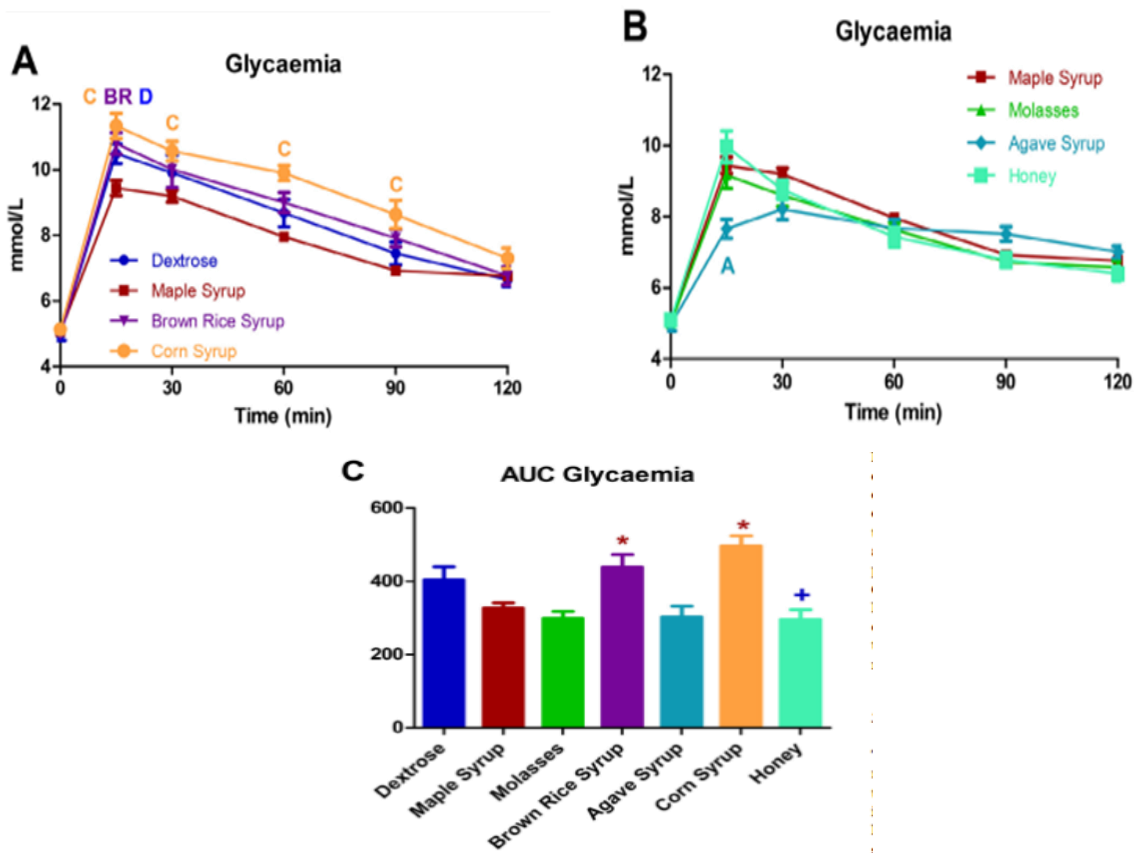 A
Glycaemia
C BR D
C
C
C
mmol/L
12
10
8
6
4
Dextrose
Maple Syrup
Brown Rice Syrup
Corn Syrup
0 30 60 90 120
Time (min)
B
Glycaemia
mmol/L
12
10
8
6
4
Maple Syrup
Molasses
Agave Syrup
Honey
A
0 30 60 90 120
Time (min)
C
AUC Glycaemia
600
400
200
0
*
*
+
Dextrose
Maple Syrup
Molasses
Brown Rice Syrup
Agave Syrup
Corn Syrup
Honey